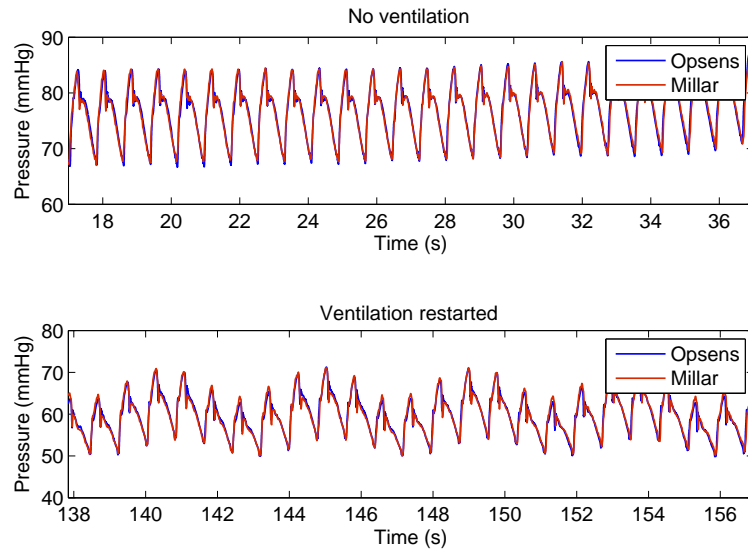 No ventilation
90
80
70
60
Pressure (mmHg)
Opsens
Millar
18 20 22 24 26 28 30 32 34 36
Time (s)
Ventilation restarted
80
70
60
50
40
Pressure (mmHg)
Opsens
Millar
138 140 142 144 146 148 150 152 154 156
Time (s)